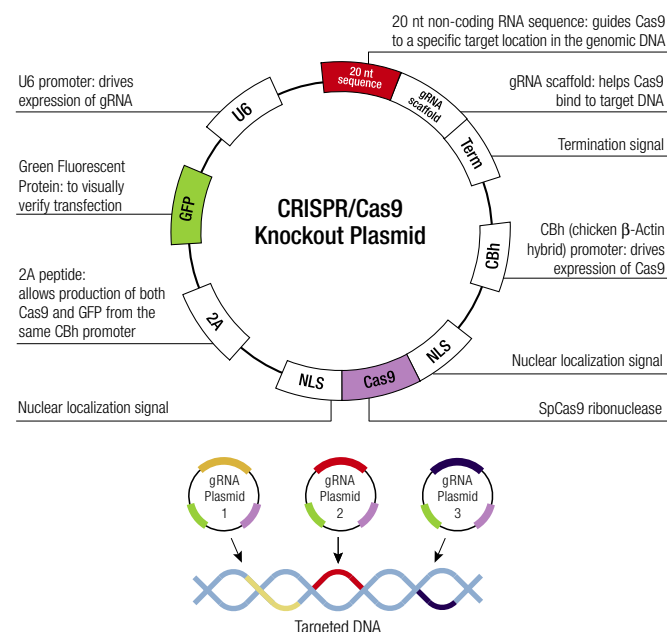 20 nt non-coding RNA sequence: guides Cas9
to a specific target location in the genomic DNA
U6 promoter: drives
expression of gRNA
gRNA scaffold: helps Cas9
bind to target DNA
Termination signal
Green Fluorescent
Protein: to visually
verify transfection
CBh (chicken β-Actin
hybrid) promoter: drives
expression of Cas9
2A peptide:
allows production of both
Cas9 and GFP from the
same CBh promoter
Nuclear localization signal
Nuclear localization signal
SpCas9 ribonuclease
20 nt
sequence
gRNA
scaffold
Term
CBh
NLS
Cas9
NLS
2A
GFP
U6
CRISPR/Cas9
Knockout Plasmid
gRNA
Plasmid
1
gRNA
Plasmid
2
gRNA
Plasmid
3
Targeted DNA